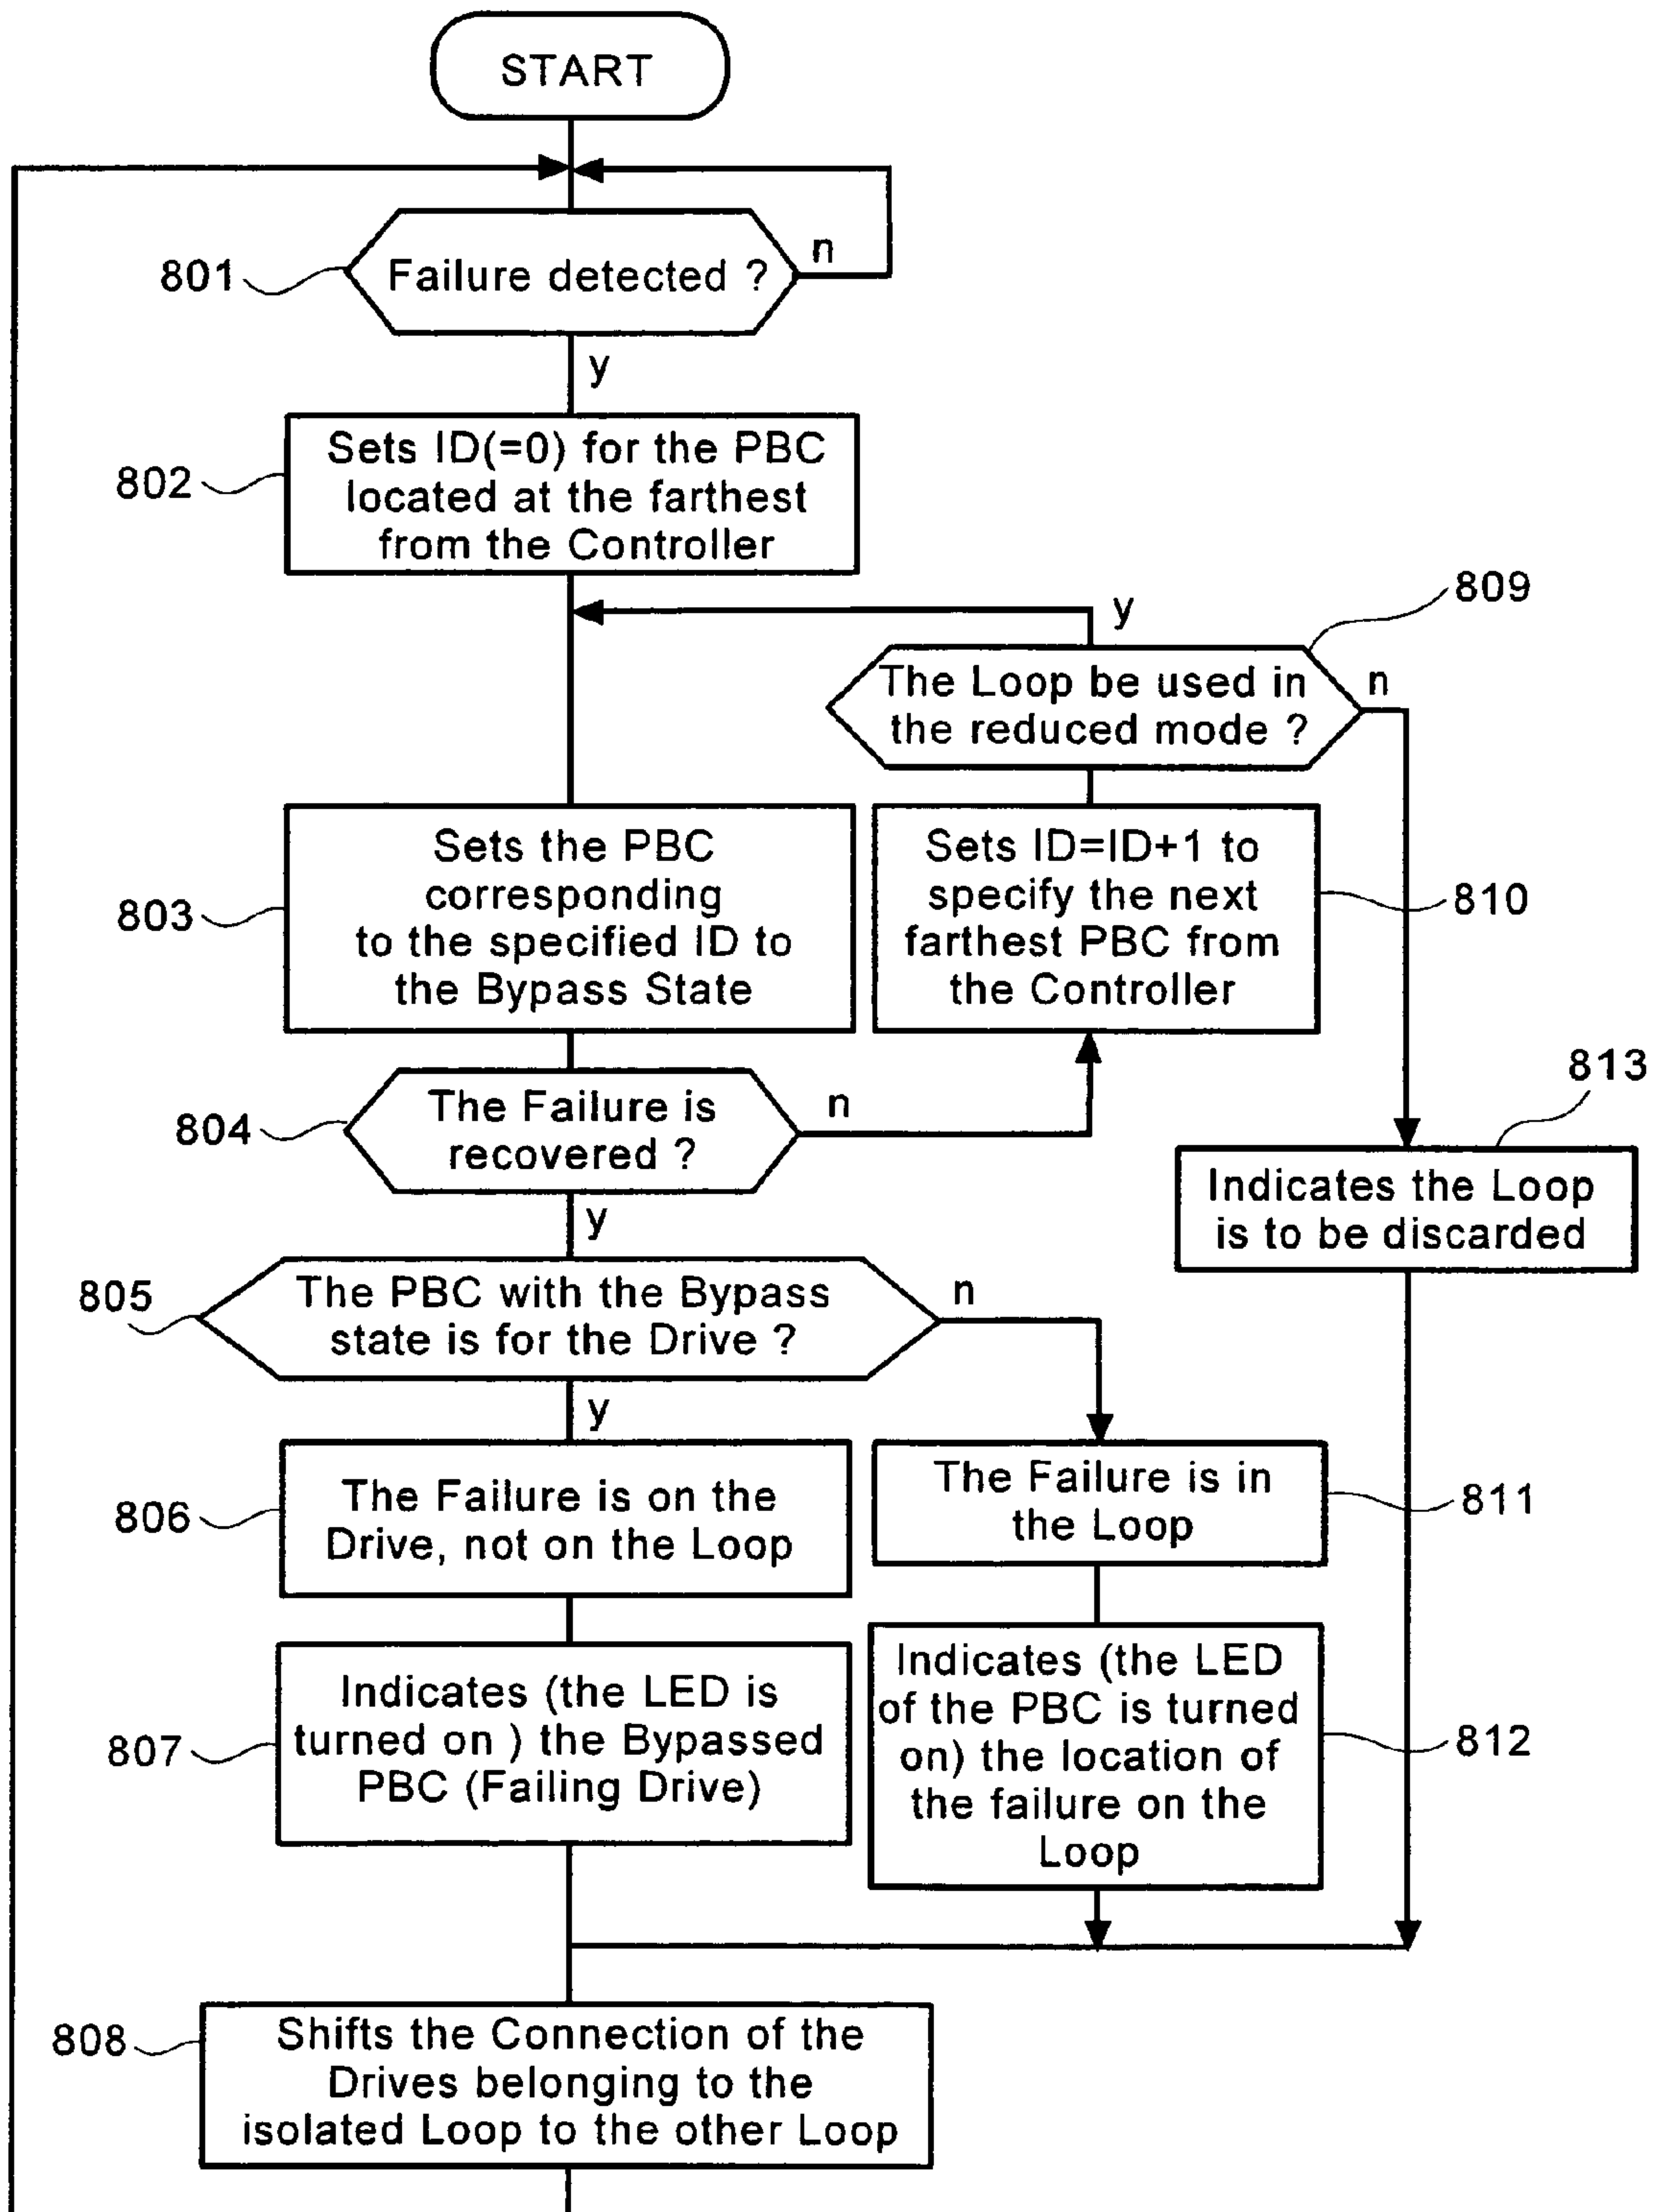 START
801
Failure detected ?
n
y
802
Sets ID(=0) for the PBC
located at the farthest
from the Controller
y
809
The Loop be used in
the reduced mode ?
n
803
Sets the PBC
corresponding
to the specified ID to
the Bypass State
Sets ID=ID+1 to
specify the next
farthest PBC from
the Controller
810
804
The Failure is
recovered ?
n
y
813
Indicates the Loop
is to be discarded
805
The PBC with the Bypass
state is for the Drive ?
n
y
806
The Failure is on the
Drive, not on the Loop
The Failure is in
the Loop
811
807
Indicates (the LED is
turned on ) the Bypassed
PBC (Failing Drive)
Indicates (the LED
of the PBC is turned
on) the location of
the failure on the
Loop
812
808
Shifts the Connection of the
Drives belonging to the
isolated Loop to the other Loop